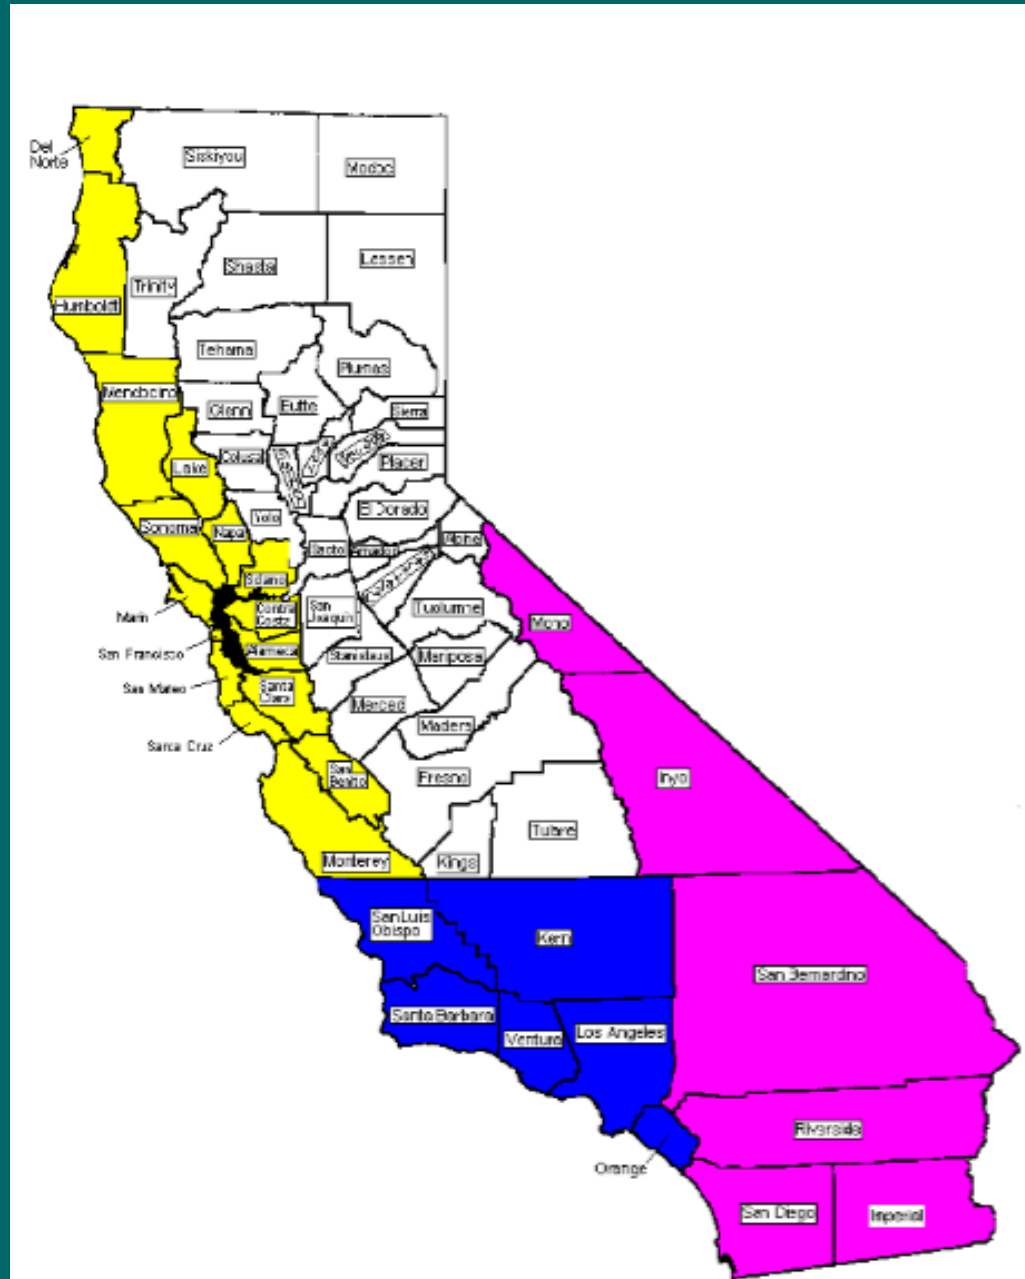 Del
Norte
Siskiyou
Modoc
Shasta
Lassen
Trinity
Humboldt
Tehama
Plumas
Mendocino
Glenn
Butte
Sierra
Colusa
Lake
Placer
El Dorado
Yolo
Sonoma
Napa
Sacto
Amador
Alpine
Solano
Marin
Contra
Costa
San
Joaquin
Tuolumne
Mono
San Francisco
Alameda
Stanislaus
Mariposa
San Mateo
Santa
Clara
Merced
Madera
San
Benito
Fresno
Inyo
Tulare
Monterey
Kings
San Luis
Obispo
Kern
San Bernardino
Santa Barbara
Ventura
Los Angeles
Riverside
Orange
San Diego
Imperial